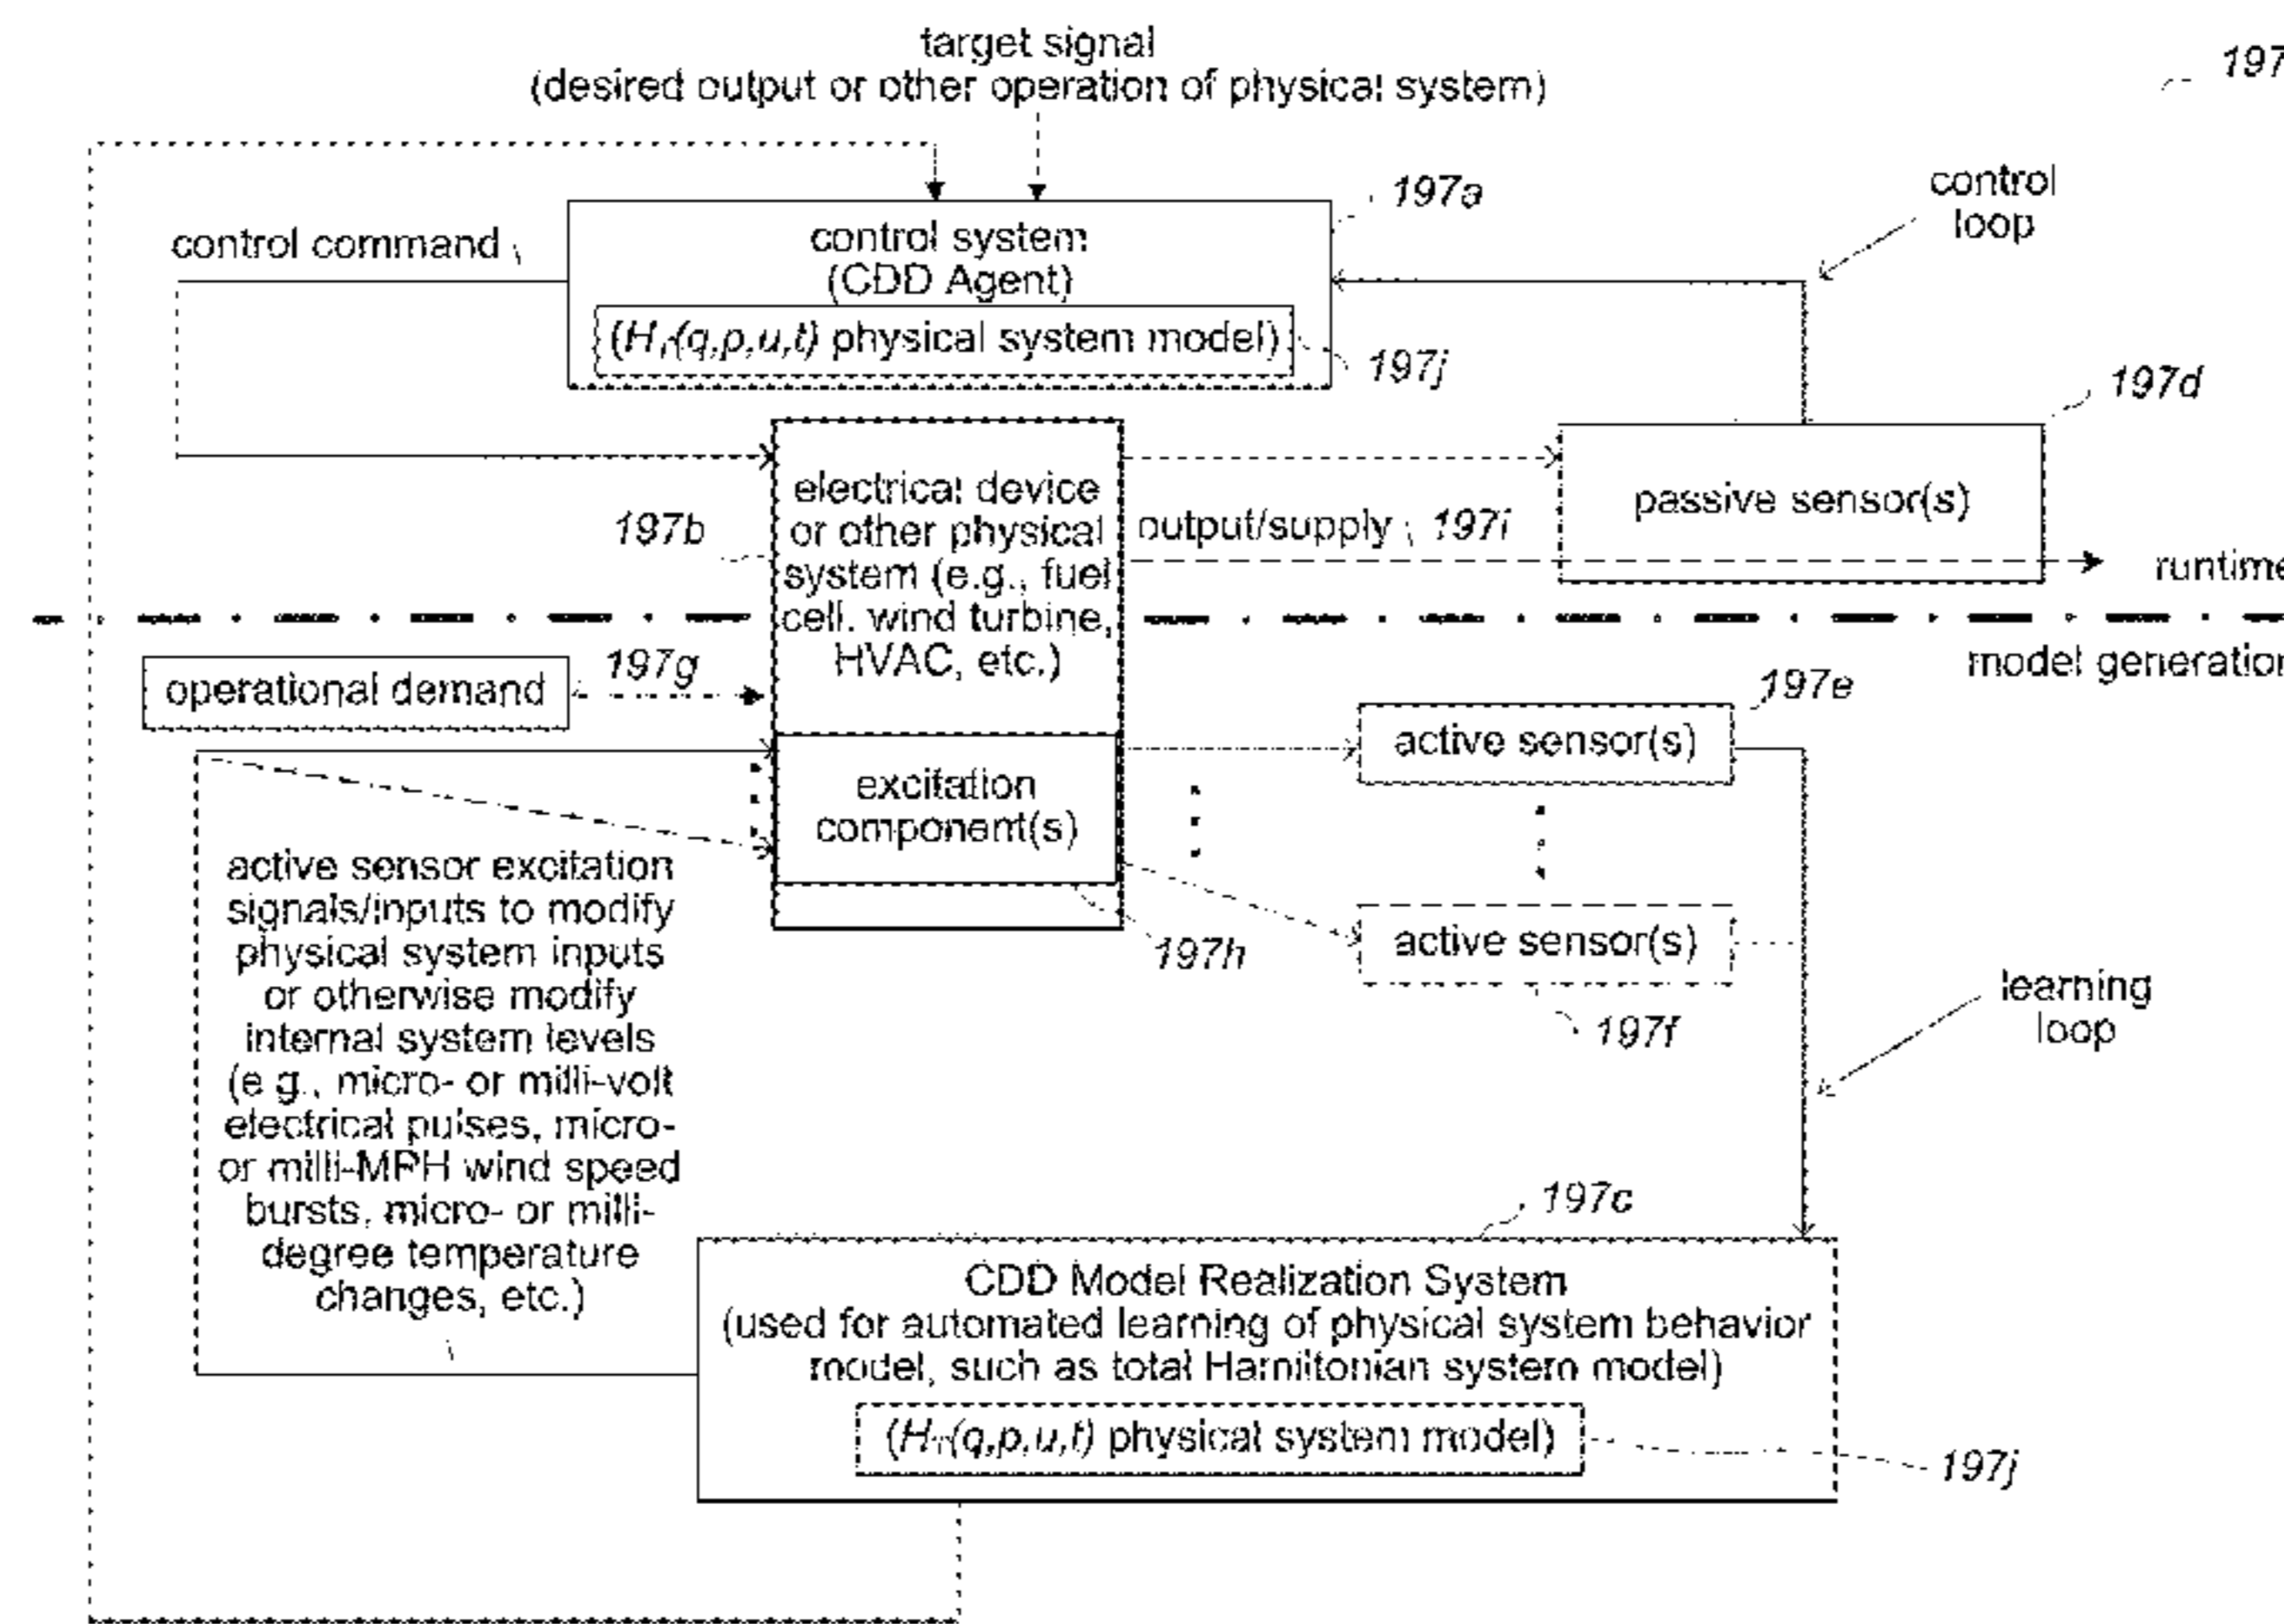 target signal
(desired output or other operation of physical system)
197
control command
control system
(CDD Agent)
(H_T(q,p,u,t) physical system model)
197a
197j
control
loop
197d
passive sensor(s)
electrical device
or other physical
system (e.g., fuel
cell, wind turbine,
HVAC, etc.)
197b
output/supply
197i
runtime
model generation
operational demand
197g
excitation
component(s)
197h
active sensor(s)
197e
active sensor(s)
197f
learning
loop
active sensor excitation
signals/inputs to modify
physical system inputs
or otherwise modify
internal system levels
(e.g., micro- or milli-volt
electrical pulses, micro-
or milli-MPH wind speed
bursts, micro- or milli-
degree temperature
changes, etc.)
197c
CDD Model Realization System
(used for automated learning of physical system behavior
model, such as total Hamiltonian system model)
(H_T(q,p,u,t) physical system model)
197j